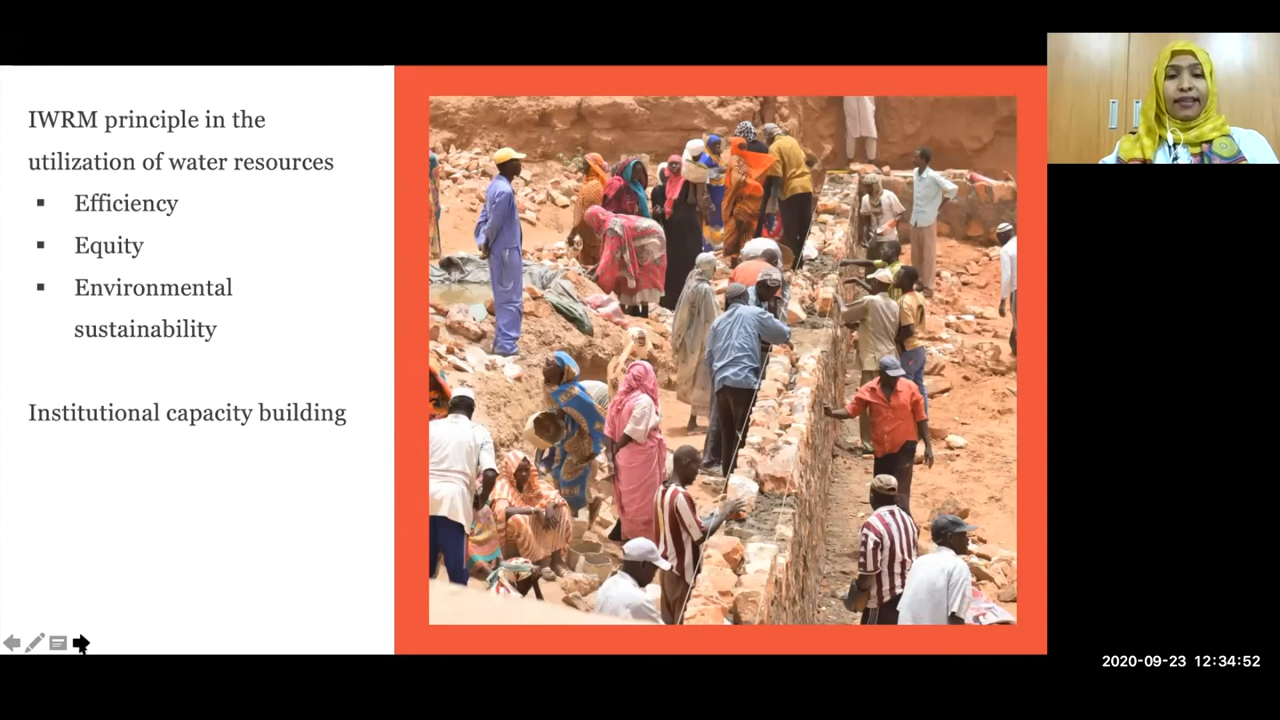 IWRM principle in the
utilization of water resources
▪ Efficiency
▪ Equity
▪ Environmental
sustainability
Institutional capacity building
2020-09-23 12:34:52